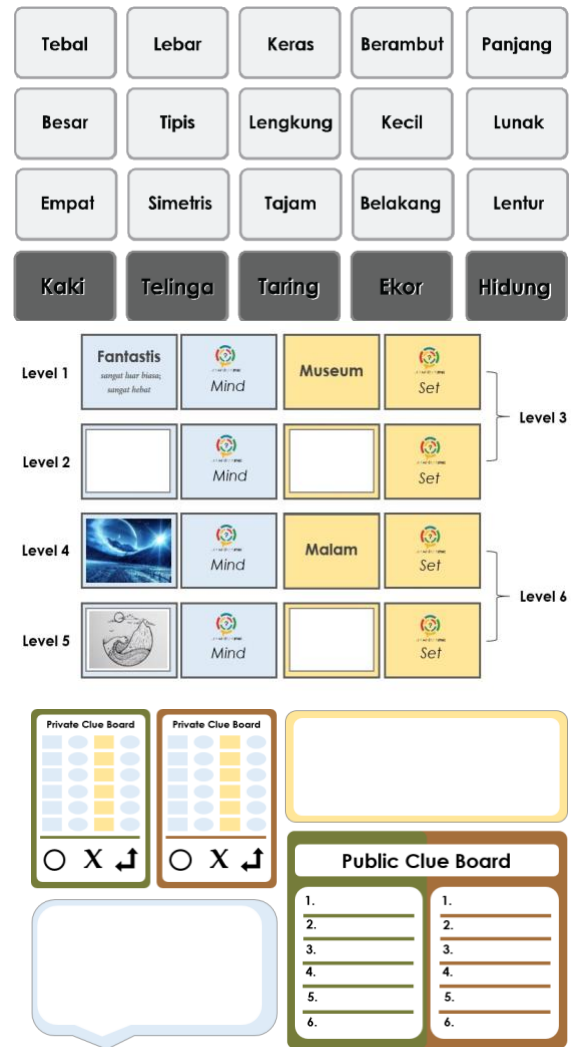 Tebal Lebar Keras Berambut Panjang
Besar Tipis Lengkung Kecil Lunak
Empat Simetris Tajam Belakang Lentur
Kaki Telinga Taring Ekor Hidung
Level 1
Fantastis
sangat luar biasa;
sangat hebat
Mind
Museum
Set
Level 3
Level 2
Mind
Set
Level 4
Mind
Malam
Set
Level 6
Level 5
Mind
Set
Private Clue Board
O X
Private Clue Board
O X
Public Clue Board
1.
2.
3.
4.
5.
6.
1.
2.
3.
4.
5.
6.